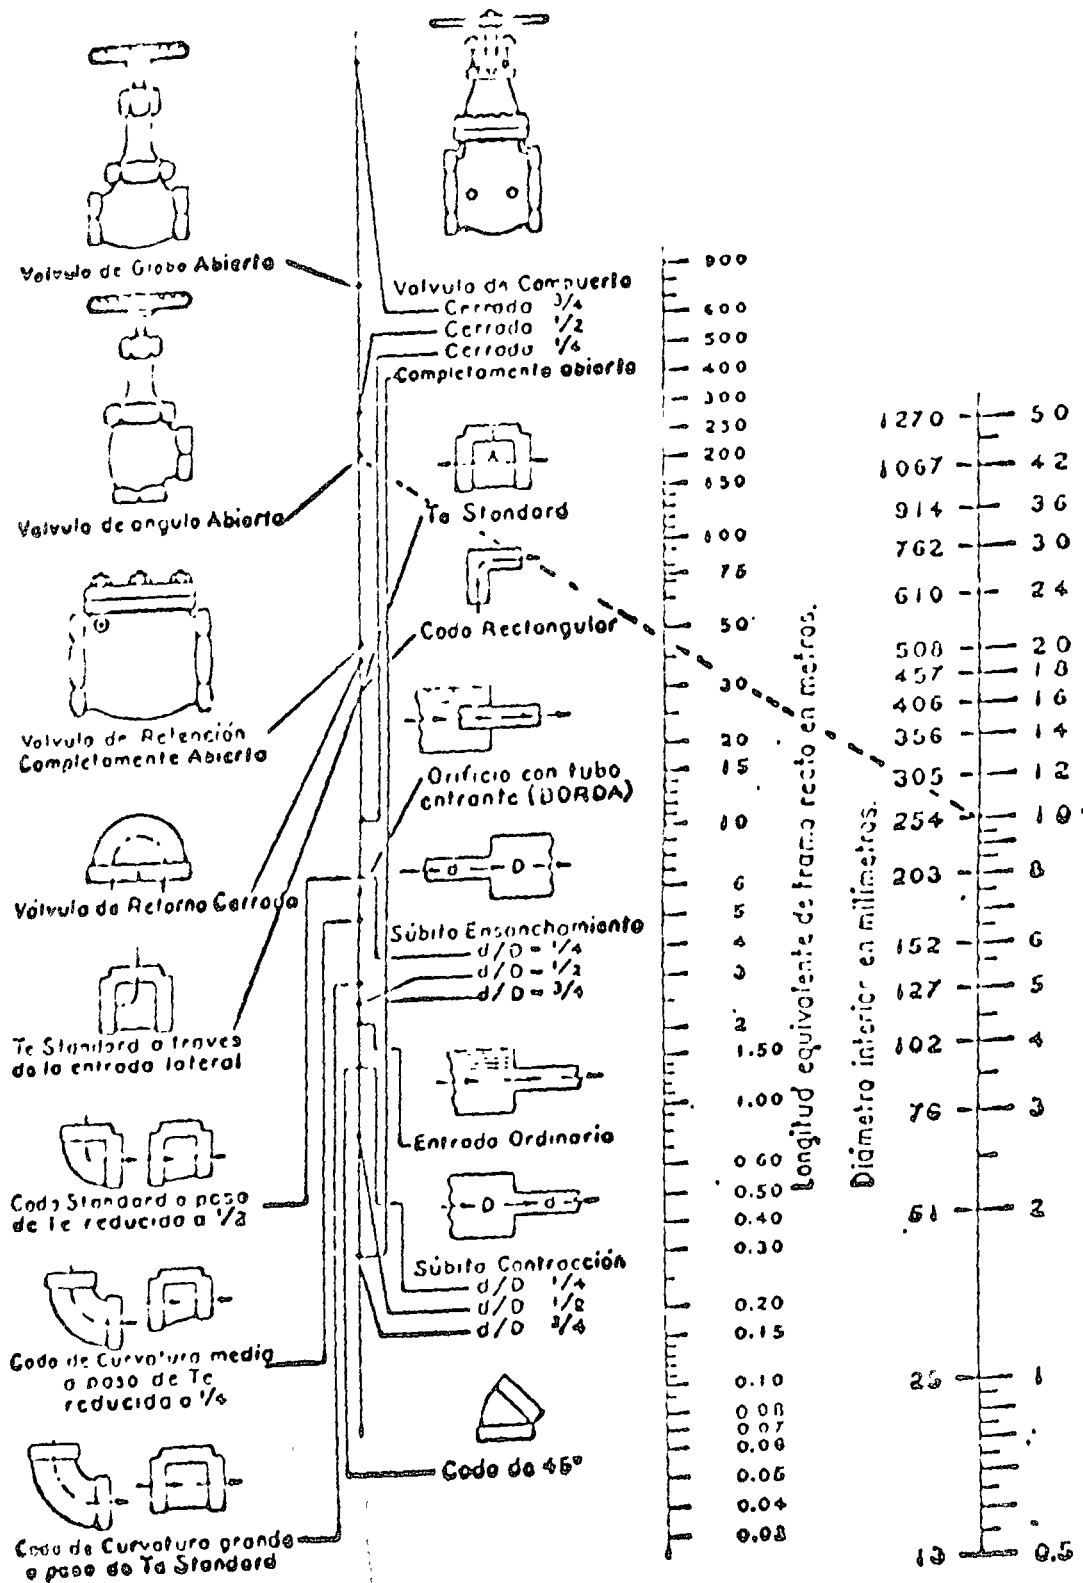 Valvula de Globo Abierta
Valvula de angulo Abierta
Valvula de Retención
Completamente Abierta
Válvula de Retorno Cerrada
Te Standard a traves
de la entrada lateral
Codo Standard o paso
de Te reducida a 1/2
Codo de Curvatura media
o paso de Te
reducida a 1/4
Codo de Curvatura grande
o paso de Te Standard
Valvula de Compuerta
Cerrada 3/4
Cerrada 1/2
Cerrada 1/4
Completamente abierta
A
Te Standard
Codo Rectangular
Orificio con tubo
entrante (BORDA)
d D
Súbito Ensanchamiento
d/D = 1/4
d/D = 1/2
d/D = 3/4
Entrada Ordinaria
D d
Súbita Contracción
d/D 1/4
d/D 1/2
d/D 3/4
Codo de 45°
900
600
500
400
300
250
200
150
100
75
50
30
20
15
10
6
5
4
3
2
1.50
1.00
0.60
0.50
0.40
0.30
0.20
0.15
0.10
0.08
0.07
0.06
0.05
0.04
0.03
Longitud equivalente de tramo recto en metros.
Diámetro interior en milímetros.
1270 50
1067 42
914 36
762 30
610 24
508 20
457 18
406 16
356 14
305 12
254 10
203 8
152 6
127 5
102 4
76 3
51 2
25 1
13 0.5